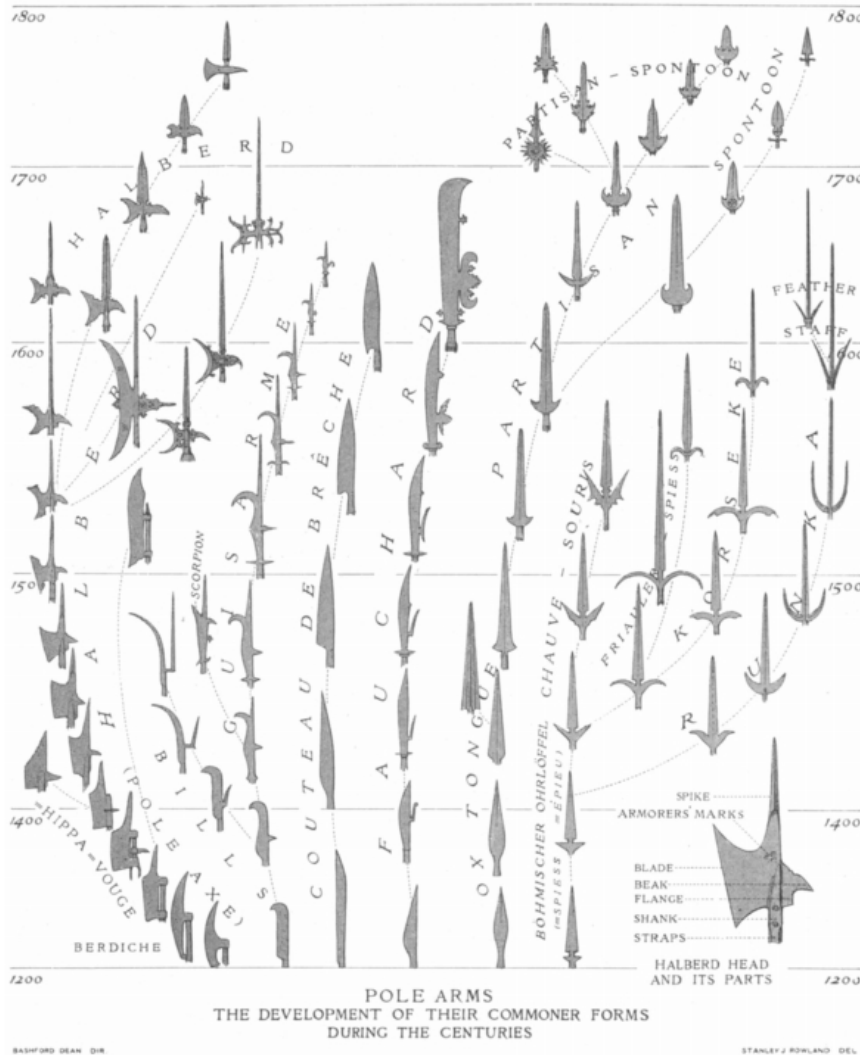 1800
1800
PARTISAN - SPONTOON
SPONTOON
HALBERD
1700
1700
PARTISAN
FEATHER
STAFF
1600
1600
HALBERD
GUISARME
COUTEAU DE BRÈCHE
FAUCHARD
CHAUVE - SOURIS
FRIAULER - SPIESS
KORSEKE
RUNKA
SCORPION
1500
1500
(POLE AXE)
BILLS
OX TONGUE
BÖHMISCHER OHRLÖFFEL
(=SPIESS = ÉPIEU)
1400
1400
=HIPPA=VOUGE
BERDICHE
SPIKE
ARMORERS' MARKS
BLADE
BEAK
FLANGE
SHANK
STRAPS
HALBERD HEAD
AND ITS PARTS
1200
1200
POLE ARMS
THE DEVELOPMENT OF THEIR COMMONER FORMS
DURING THE CENTURIES
BASHFORD DEAN DIR.
STANLEY J ROWLAND DEL